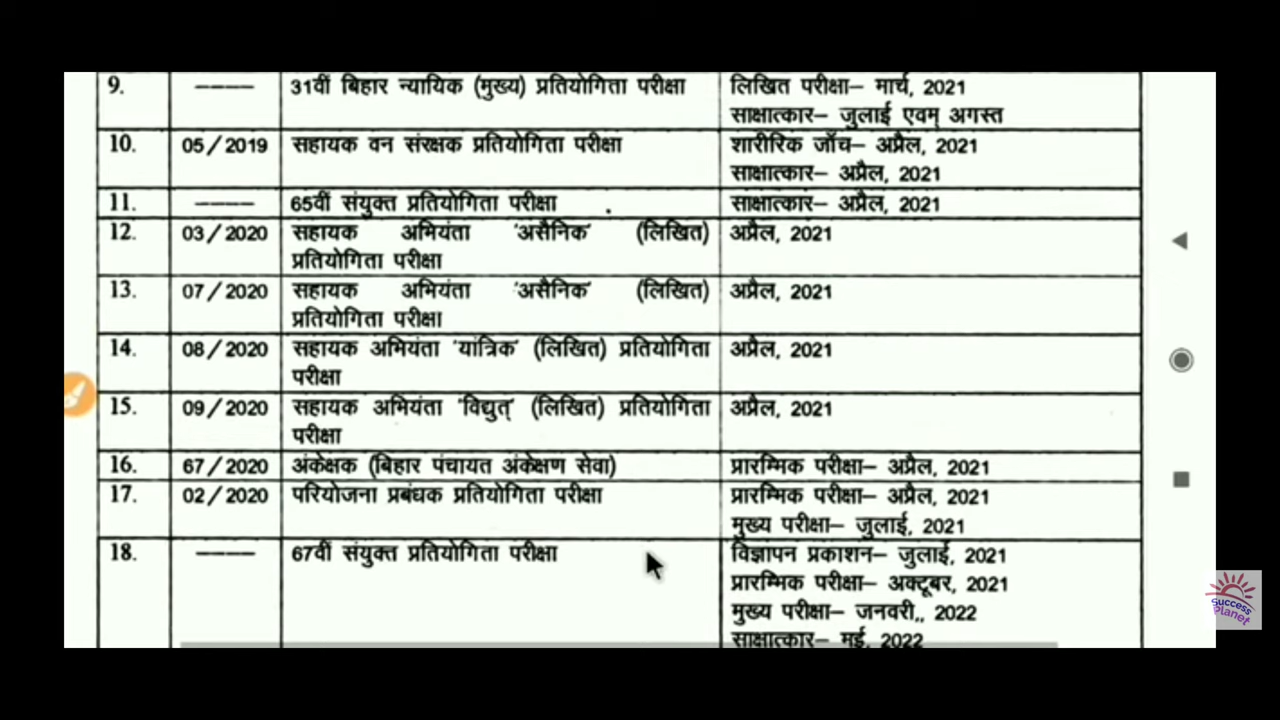 9. ---- 31वीं बिहार न्यायिक (मुख्य) प्रतियोगिता परीक्षा लिखित परीक्षा– मार्च, 2021
साक्षात्कार– जुलाई एवम् अगस्त
10. 05/2019 सहायक वन संरक्षक प्रतियोगिता परीक्षा शारीरिक जाँच– अप्रैल, 2021
साक्षात्कार– अप्रैल, 2021
11. ---- 65वीं संयुक्त प्रतियोगिता परीक्षा साक्षात्कार– अप्रैल, 2021
12. 03/2020 सहायक अभियंता 'असैनिक' (लिखित) अप्रैल, 2021
प्रतियोगिता परीक्षा
13. 07/2020 सहायक अभियंता 'असैनिक' (लिखित) अप्रैल, 2021
प्रतियोगिता परीक्षा
14. 08/2020 सहायक अभियंता 'यांत्रिक' (लिखित) प्रतियोगिता अप्रैल, 2021
परीक्षा
15. 09/2020 सहायक अभियंता 'विद्युत्' (लिखित) प्रतियोगिता अप्रैल, 2021
परीक्षा
16. 67/2020 अंकेक्षक (बिहार पंचायत अंकेक्षण सेवा) प्रारम्भिक परीक्षा– अप्रैल, 2021
17. 02/2020 परियोजना प्रबंधक प्रतियोगिता परीक्षा प्रारम्भिक परीक्षा– अप्रैल, 2021
मुख्य परीक्षा– जुलाई, 2021
18. ---- 67वीं संयुक्त प्रतियोगिता परीक्षा विज्ञापन प्रकाशन– जुलाई, 2021
प्रारम्भिक परीक्षा– अक्टूबर, 2021
मुख्य परीक्षा– जनवरी,, 2022
साक्षात्कार– मई, 2022
Success
Planet